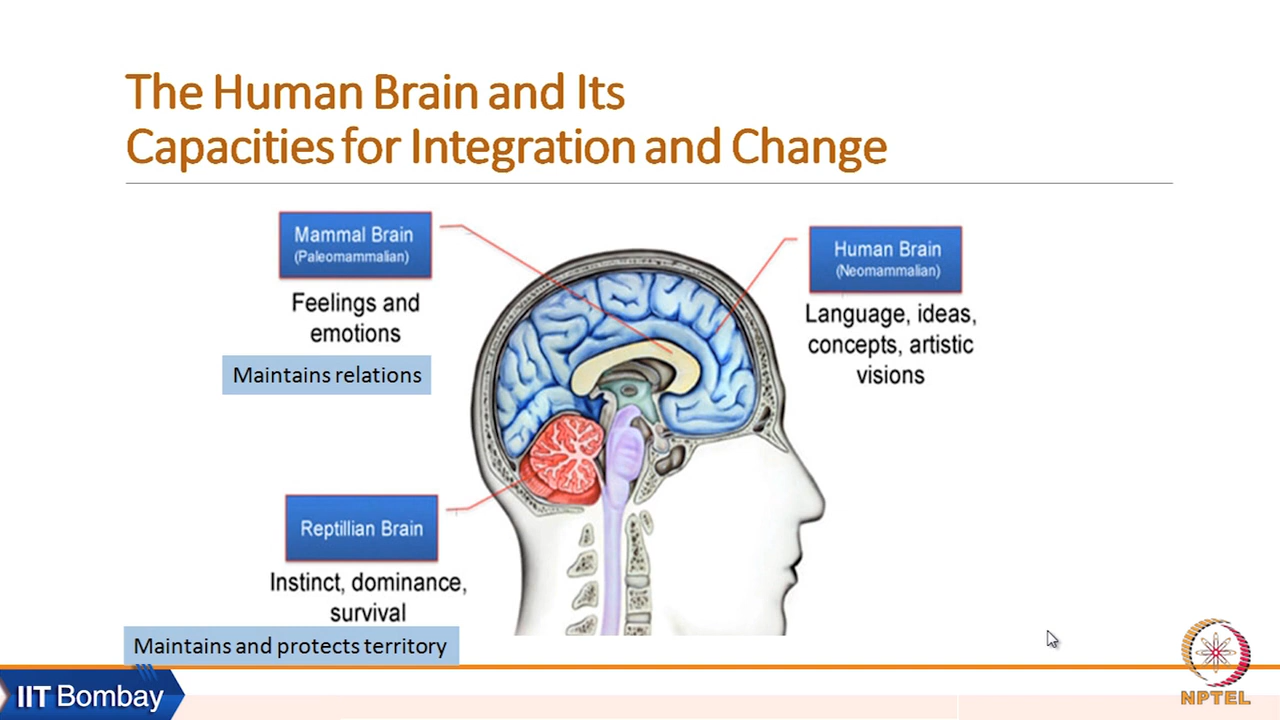 The Human Brain and Its
Capacities for Integration and Change
Mammal Brain
(Paleomammalian)
Feelings and
emotions
Maintains relations
Human Brain
(Neomammalian)
Language, ideas,
concepts, artistic
visions
Reptillian Brain
Instinct, dominance,
survival
Maintains and protects territory
IIT Bombay
NPTEL